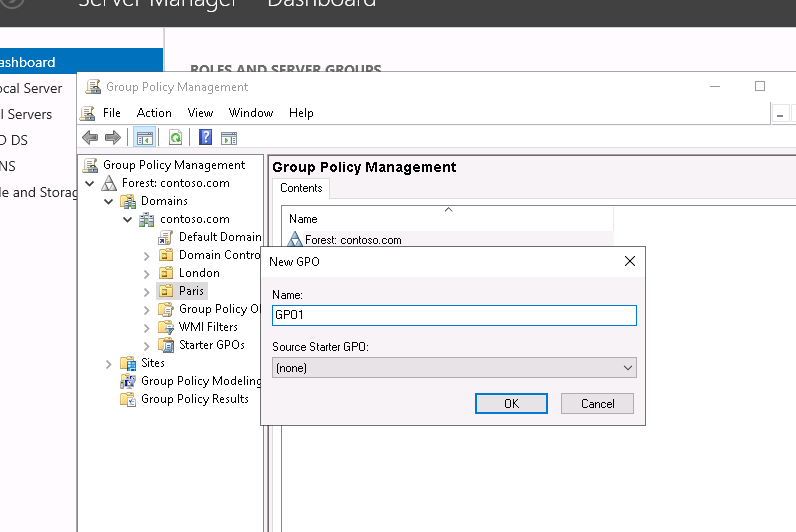 Server Manager Dashboard
ashboard
ROLES AND SERVER GROUPS
ocal Server
l Servers
D DS
NS
le and Storag
Group Policy Management
File Action View Window Help
Group Policy Management
Forest: contoso.com
Domains
contoso.com
Default Domain
Domain Contro
London
Paris
Group Policy O
WMI Filters
Starter GPOs
Sites
Group Policy Modeling
Group Policy Results
Group Policy Management
Contents
Name
Forest: contoso.com
New GPO
Name:
GPO1
Source Starter GPO:
(none)
OK Cancel